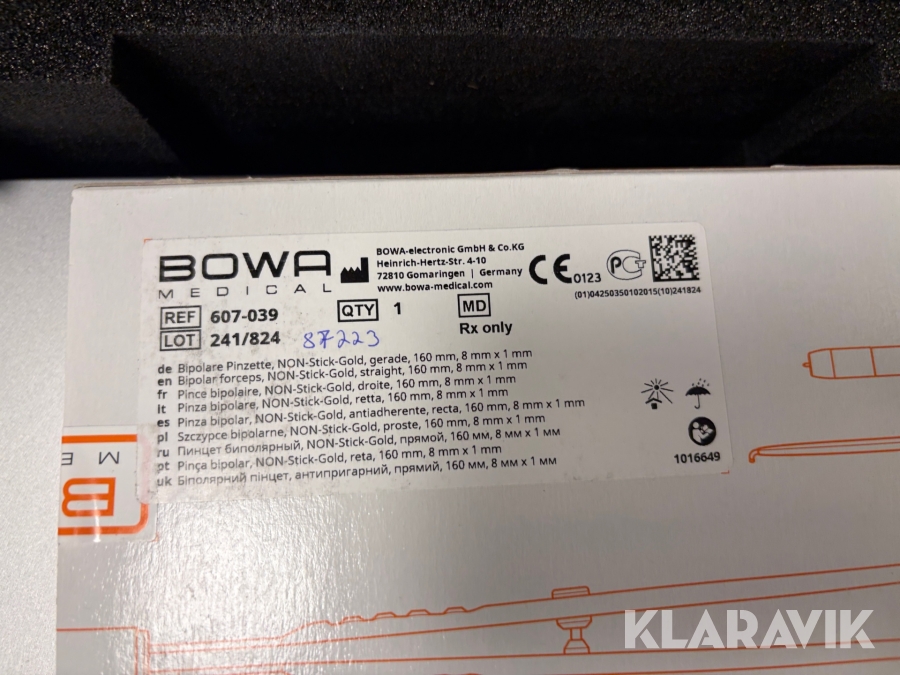 BOWA
MEDICAL
BOWA-electronic GmbH & Co.KG
Heinrich-Hertz-Str. 4-10
72810 Gomaringen | Germany
www.bowa-medical.com
CE0123
РСТ
(01)04250350102015(10)241824
REF 607-039
QTY 1
MD
Rx only
LOT 241/824 87223
de Bipolare Pinzette, NON-Stick-Gold, gerade, 160 mm, 8 mm x 1 mm
en Bipolar forceps, NON-Stick-Gold, straight, 160 mm, 8 mm x 1 mm
fr Pince bipolaire, NON-Stick-Gold, droite, 160 mm, 8 mm x 1 mm
it Pinza bipolare, NON-Stick-Gold, retta, 160 mm, 8 mm x 1 mm
es Pinza bipolar, NON-Stick-Gold, antiadherente, recta, 160 mm, 8 mm x 1 mm
pl Szczypce bipolarne, NON-Stick-Gold, proste, 160 mm, 8 mm x 1 mm
ru Пинцет биполярный, NON-Stick-Gold, прямой, 160 мм, 8 мм x 1 мм
pt Pinça bipolar, NON-Stick-Gold, reta, 160 mm, 8 mm x 1 mm
uk Біполярний пінцет, антипригарний, прямий, 160 мм, 8 мм x 1 мм
1016649
M E
B
KLARAVIK